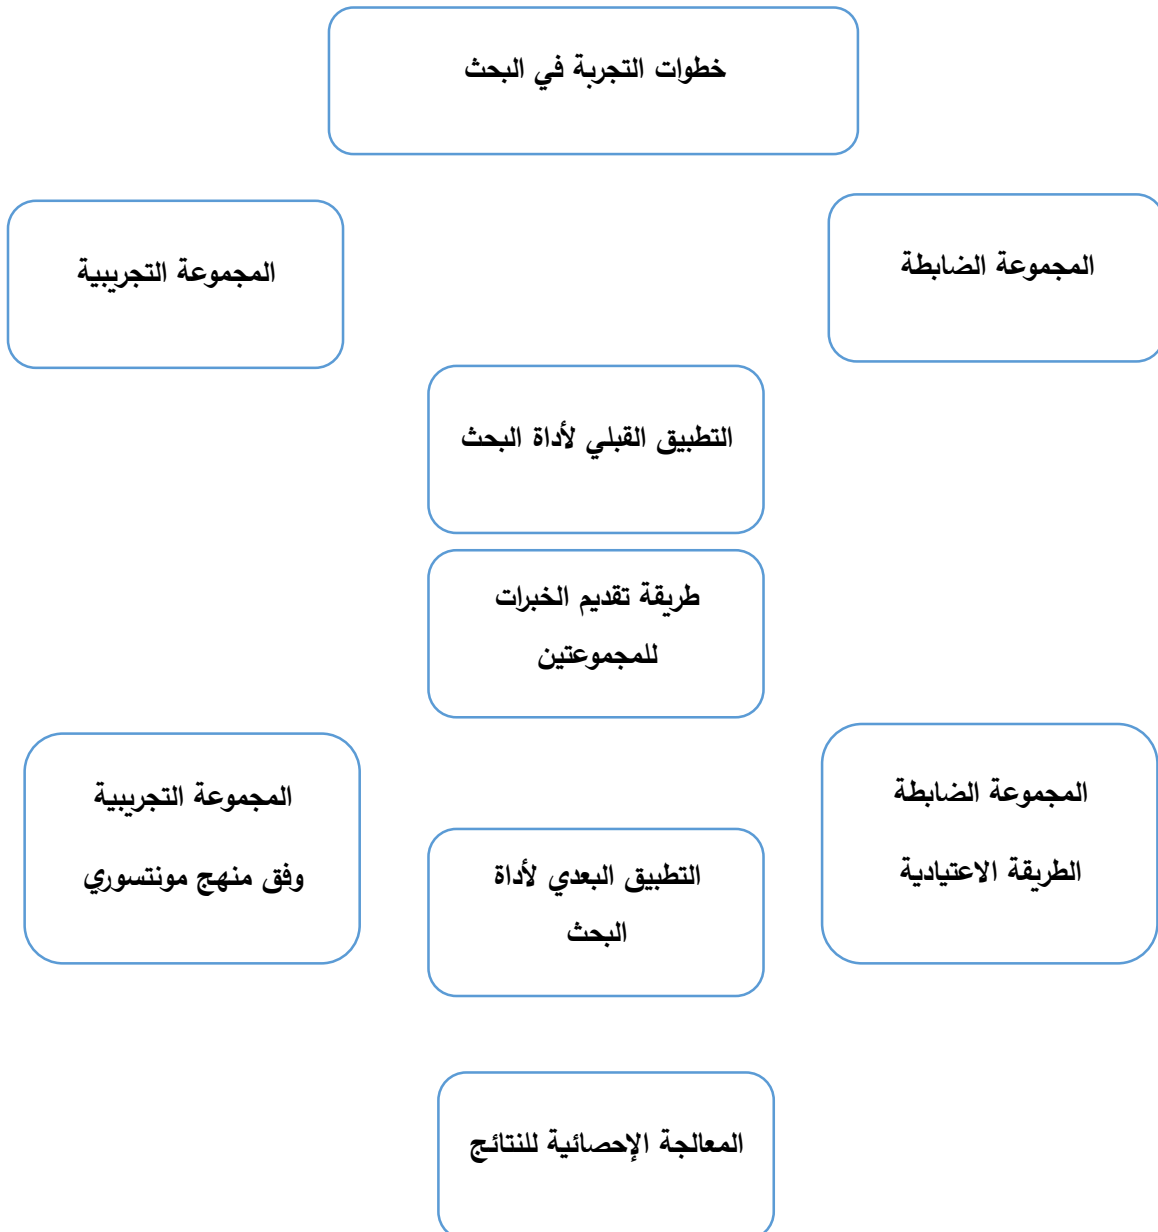 خطوات التجربة في البحث
المجموعة الضابطة
المجموعة التجريبية
التطبيق القبلي لأداة البحث
طريقة تقديم الخبرات
للمجموعتين
المجموعة الضابطة
الطريقة الاعتيادية
المجموعة التجريبية
وفق منهج مونتسوري
التطبيق البعدي لأداة
البحث
المعالجة الإحصائية للنتائج